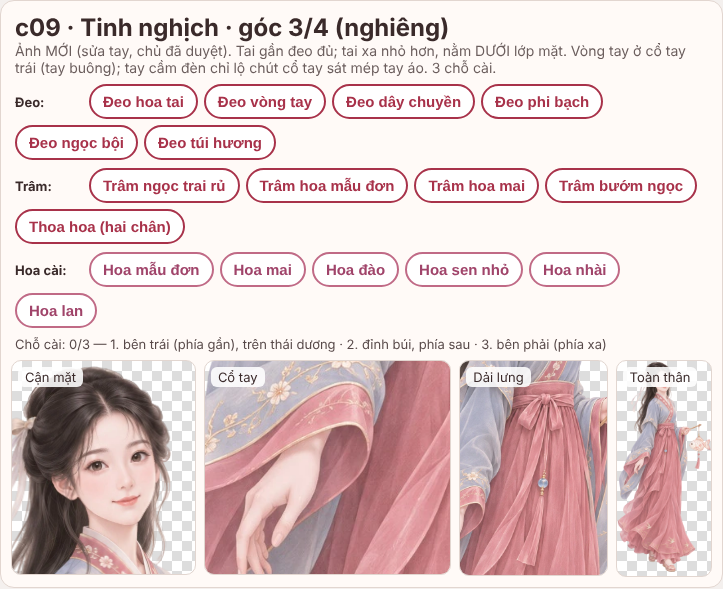 c09 · Tinh nghịch · góc 3/4 (nghiêng)
Ảnh MỚI (sửa tay, chủ đã duyệt). Tai gần đeo đủ; tai xa nhỏ hơn, nằm DƯỚI lớp mặt. Vòng tay ở cổ tay
trái (tay buông); tay cầm đèn chỉ lộ chút cổ tay sát mép tay áo. 3 chỗ cài.
Đeo: Đeo hoa tai Đeo vòng tay Đeo dây chuyền Đeo phi bạch
Đeo ngọc bội Đeo túi hương
Trâm: Trâm ngọc trai rủ Trâm hoa mẫu đơn Trâm hoa mai Trâm bướm ngọc
Thoa hoa (hai chân)
Hoa cài: Hoa mẫu đơn Hoa mai Hoa đào Hoa sen nhỏ Hoa nhài
Hoa lan
Chỗ cài: 0/3 — 1. bên trái (phía gần), trên thái dương · 2. đỉnh búi, phía sau · 3. bên phải (phía xa)
Cận mặt Cổ tay Dải lưng Toàn thân